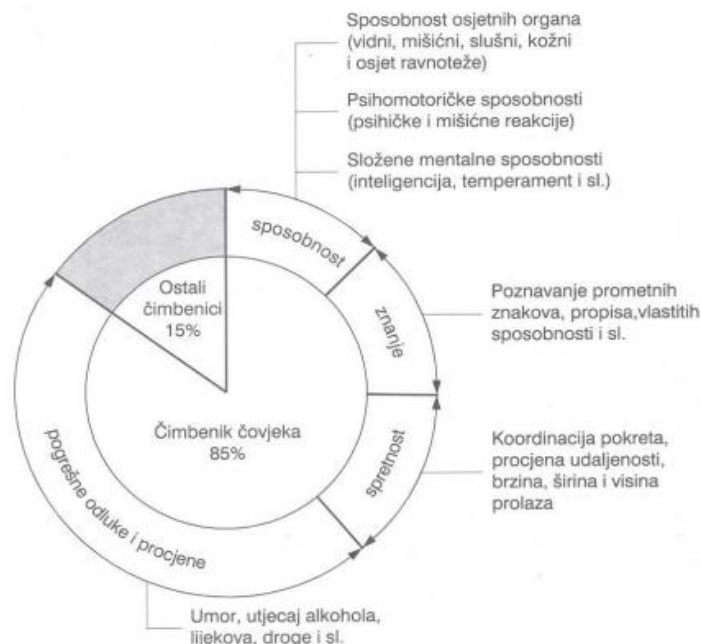 Sposobnost osjetnih organa
(vidni, mišićni, slušni, kožni
i osjet ravnoteže)
Psihomotoričke sposobnosti
(psihičke i mišićne reakcije)
Složene mentalne sposobnosti
(inteligencija, temperament i sl.)
sposobnost
Ostali
čimbenici
15%
znanje
Poznavanje prometnih
znakova, propisa,vlastitih
sposobnosti i sl.
Čimbenik čovjeka
85%
spretnost
Koordinacija pokreta,
procjena udaljenosti,
brzina, širina i visina
prolaza
pogrešne odluke i procjene
Umor, utjecaj alkohola,
lijekova, droge i sl.